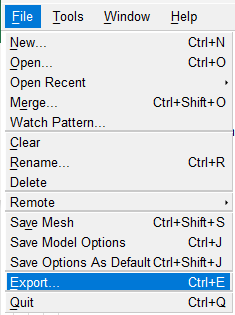 File Tools Window Help
New... Ctrl+N
Open... Ctrl+O
Open Recent
Merge... Ctrl+Shift+O
Watch Pattern...
Clear
Rename... Ctrl+R
Delete
Remote
Save Mesh Ctrl+Shift+S
Save Model Options Ctrl+J
Save Options As Default Ctrl+Shift+J
Export... Ctrl+E
Quit Ctrl+Q